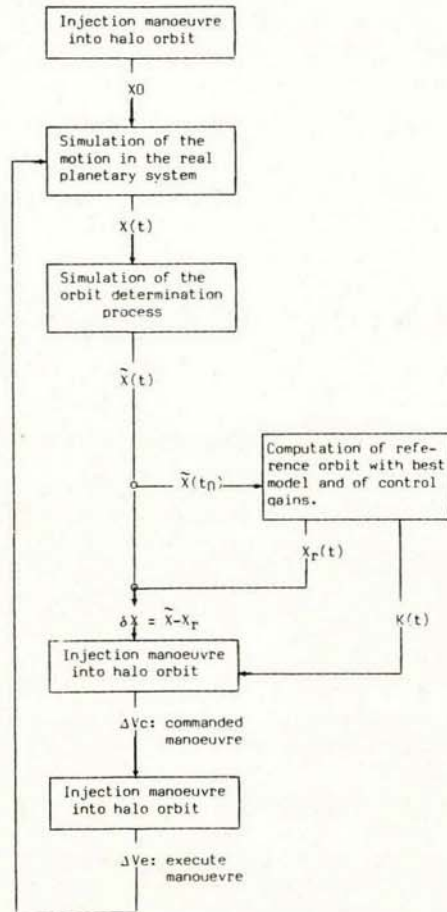 Injection manoeuvre
into halo orbit
X0
Simulation of the
motion in the real
planetary system
X(t)
Simulation of the
orbit determination
process
X̃(t)
X̃(t₀)
Computation of refe-
rence orbit with best
model and of control
gains.
Xᵣ(t)
K(t)
δX = X̃-Xᵣ
Injection manoeuvre
into halo orbit
ΔVc: commanded
manoeuvre
Injection manoeuvre
into halo orbit
ΔVe: execute
manouevre